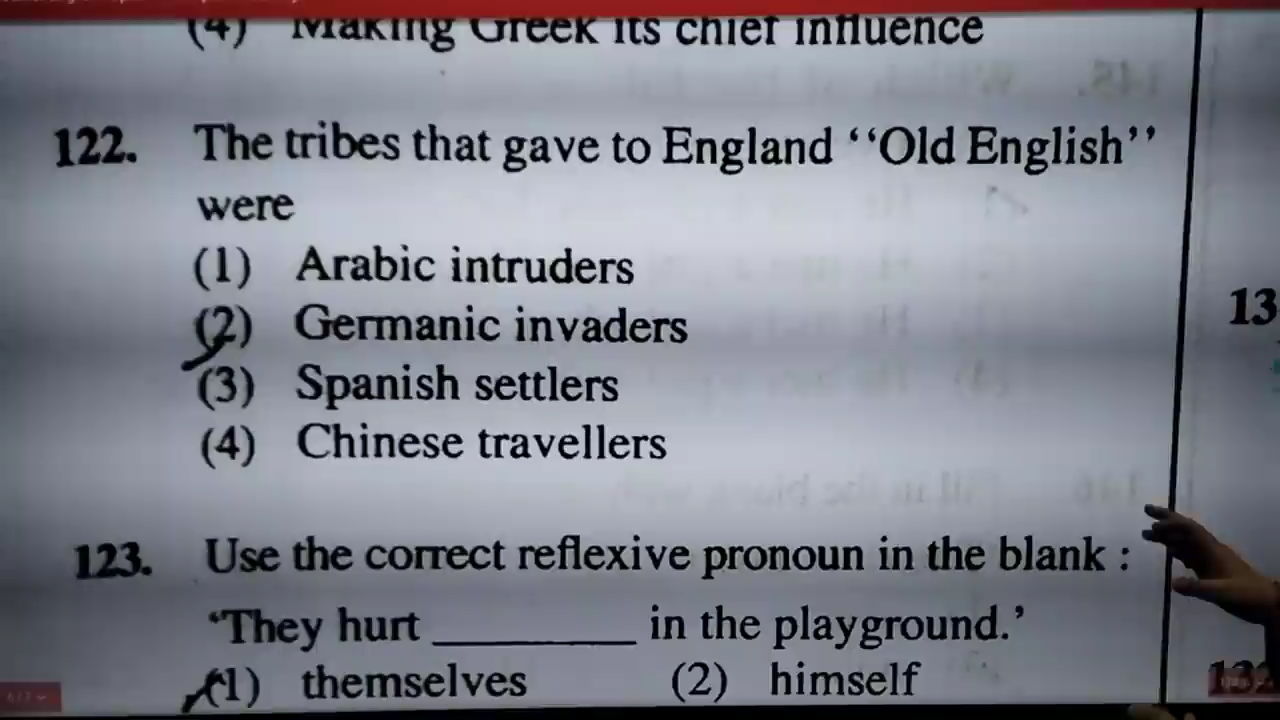 (4) Making Greek its chief influence
122. The tribes that gave to England ‘‘Old English’’
were
(1) Arabic intruders
(2) Germanic invaders
(3) Spanish settlers
(4) Chinese travellers
123. Use the correct reflexive pronoun in the blank :
‘They hurt ________ in the playground.’
(1) themselves (2) himself
13